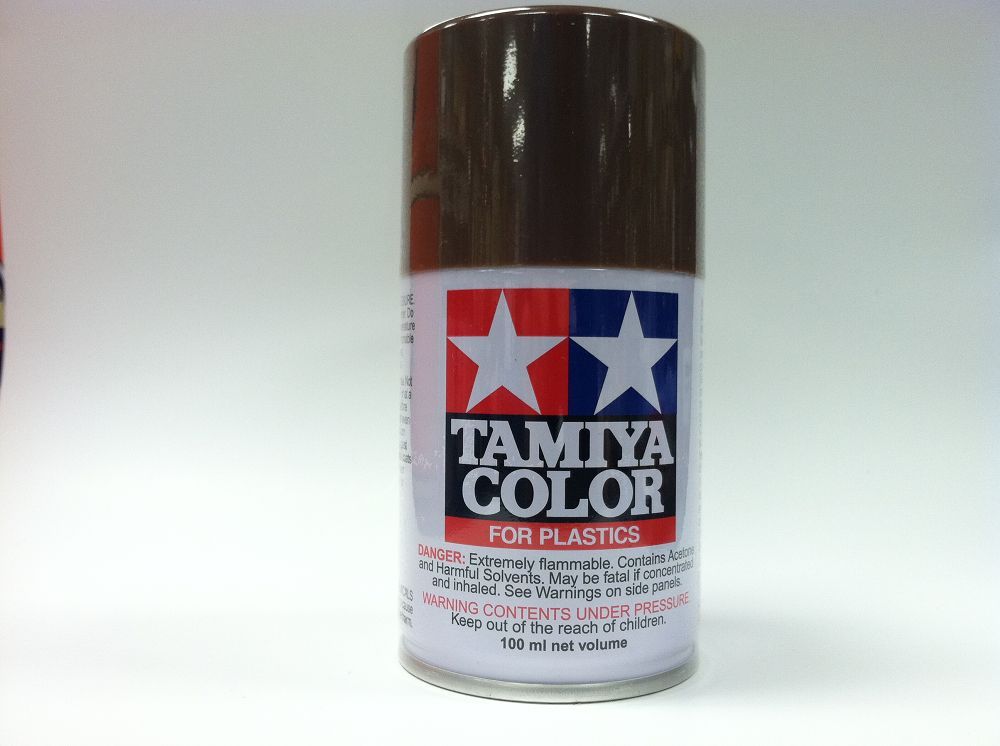 TAMIYA
COLOR
FOR PLASTICS
DANGER: Extremely flammable. Contains Acetone
and Harmful Solvents. May be fatal if concentrated
and inhaled. See Warnings on side panels.
WARNING CONTENTS UNDER PRESSURE
Keep out of the reach of children.
100 ml net volume